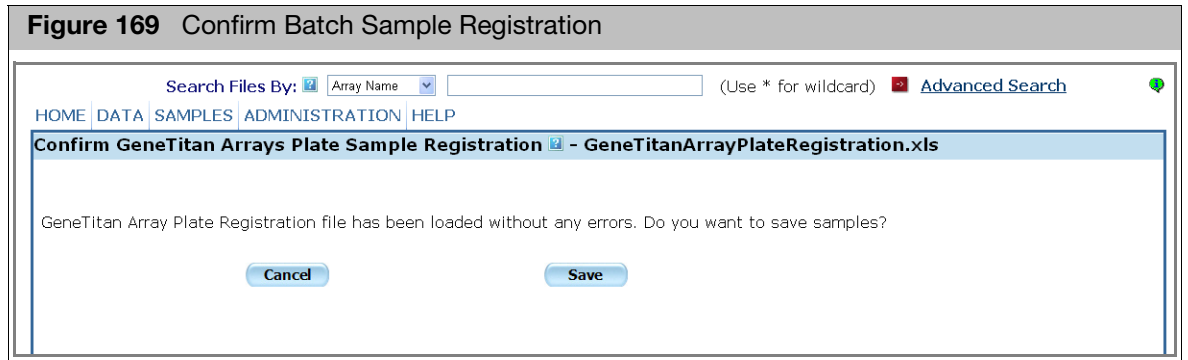 Figure 169 Confirm Batch Sample Registration
Search Files By: ? Array Name (Use * for wildcard) Advanced Search
HOME DATA SAMPLES ADMINISTRATION HELP
Confirm GeneTitan Arrays Plate Sample Registration ? - GeneTitanArrayPlateRegistration.xls
GeneTitan Array Plate Registration file has been loaded without any errors. Do you want to save samples?
Cancel Save